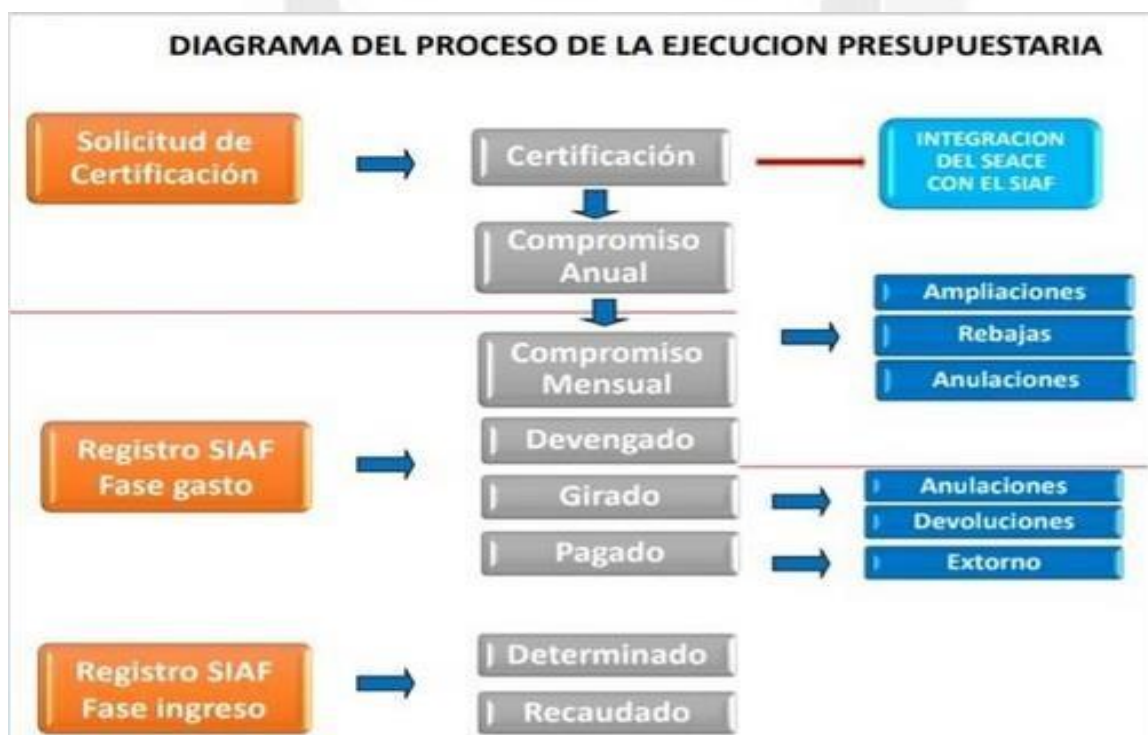 DIAGRAMA DEL PROCESO DE LA EJECUCION PRESUPUESTARIA
Solicitud de
Certificación
Certificación
INTEGRACION
DEL SEACE
CON EL SIAF
Compromiso
Anual
Ampliaciones
Rebajas
Anulaciones
Compromiso
Mensual
Registro SIAF
Fase gasto
Devengado
Girado
Pagado
Anulaciones
Devoluciones
Extorno
Registro SIAF
Fase ingreso
Determinado
Recaudado